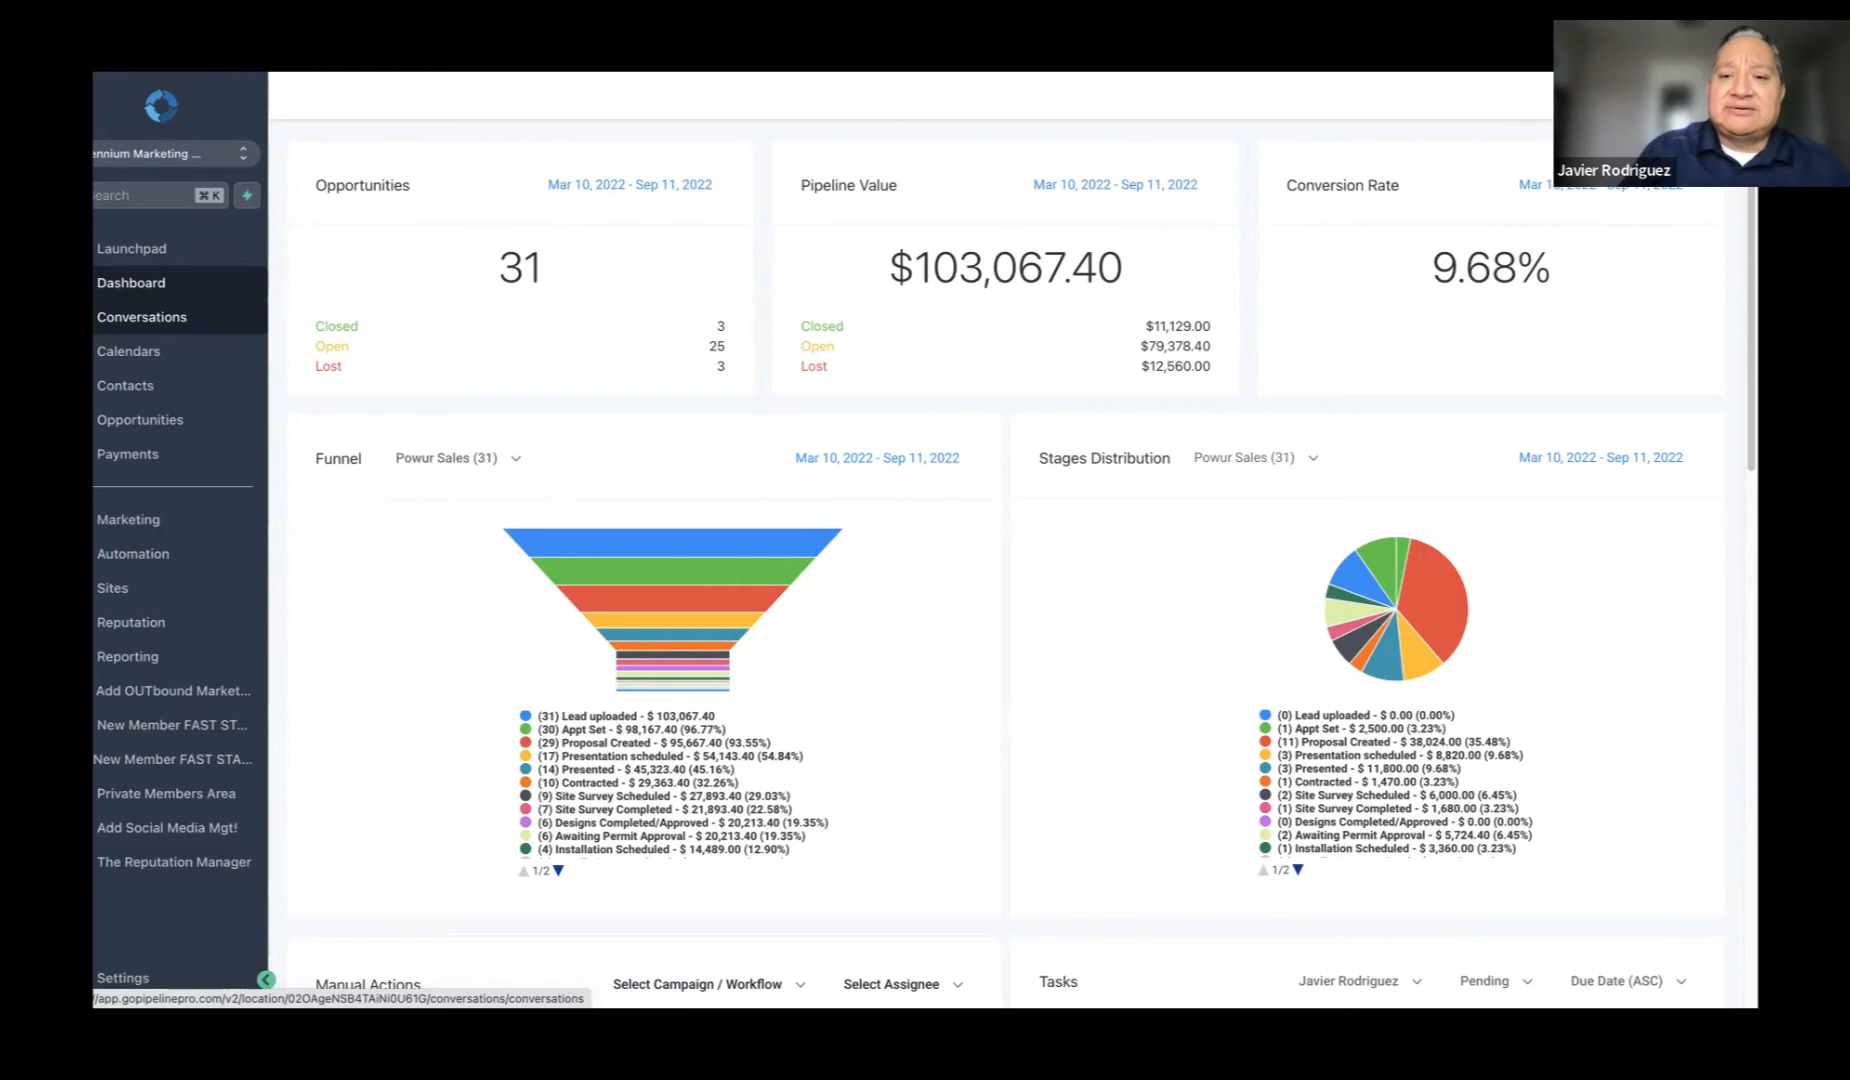 Javier Rodriguez
ennium Marketing ...
earch
⌘ K
Launchpad
Dashboard
Conversations
Calendars
Contacts
Opportunities
Payments
Marketing
Automation
Sites
Reputation
Reporting
Add OUTbound Market...
New Member FAST ST...
New Member FAST STA...
Private Members Area
Add Social Media Mgt!
The Reputation Manager
Settings
//app.gopipelinepro.com/v2/location/02OAgeNSB4TAiNi0U61G/conversations/conversations
Opportunities Mar 10, 2022 - Sep 11, 2022
31
Closed 3
Open 25
Lost 3
Pipeline Value Mar 10, 2022 - Sep 11, 2022
$103,067.40
Closed $11,129.00
Open $79,378.40
Lost $12,560.00
Conversion Rate Mar
9.68%
Funnel Powur Sales (31) Mar 10, 2022 - Sep 11, 2022
(31) Lead uploaded - $ 103,067.40
(30) Appt Set - $ 98,167.40 (96.77%)
(29) Proposal Created - $ 95,667.40 (93.55%)
(17) Presentation scheduled - $ 54,143.40 (54.84%)
(14) Presented - $ 45,323.40 (45.16%)
(10) Contracted - $ 29,363.40 (32.26%)
(9) Site Survey Scheduled - $ 27,893.40 (29.03%)
(7) Site Survey Completed - $ 21,893.40 (22.58%)
(6) Designs Completed/Approved - $ 20,213.40 (19.35%)
(6) Awaiting Permit Approval - $ 20,213.40 (19.35%)
(4) Installation Scheduled - $ 14,489.00 (12.90%)
1/2
Stages Distribution Powur Sales (31) Mar 10, 2022 - Sep 11, 2022
(0) Lead uploaded - $ 0.00 (0.00%)
(1) Appt Set - $ 2,500.00 (3.23%)
(11) Proposal Created - $ 38,024.00 (35.48%)
(3) Presentation scheduled - $ 8,820.00 (9.68%)
(3) Presented - $ 11,800.00 (9.68%)
(1) Contracted - $ 1,470.00 (3.23%)
(2) Site Survey Scheduled - $ 6,000.00 (6.45%)
(1) Site Survey Completed - $ 1,680.00 (3.23%)
(0) Designs Completed/Approved - $ 0.00 (0.00%)
(2) Awaiting Permit Approval - $ 5,724.40 (6.45%)
(1) Installation Scheduled - $ 3,360.00 (3.23%)
1/2
Manual Actions Select Campaign / Workflow Select Assignee
Tasks Javier Rodriguez Pending Due Date (ASC)